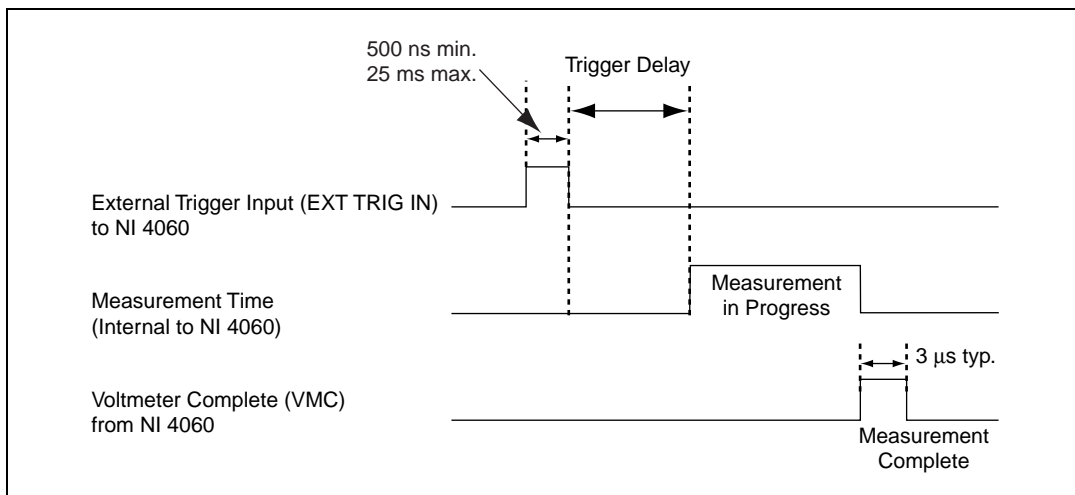 500 ns min.
25 ms max.
Trigger Delay
External Trigger Input (EXT TRIG IN)
to NI 4060
Measurement
in Progress
Measurement Time
(Internal to NI 4060)
3 µs typ.
Voltmeter Complete (VMC)
from NI 4060
Measurement
Complete